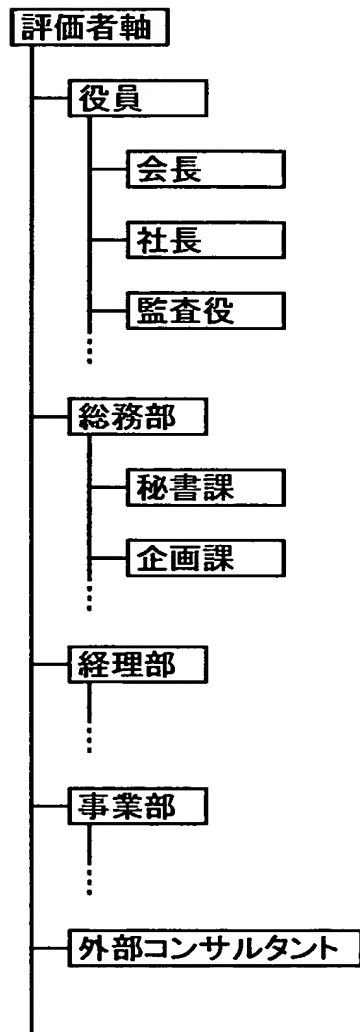 評価者軸
役員
会長
社長
監査役
総務部
秘書課
企画課
経理部
事業部
外部コンサルタント